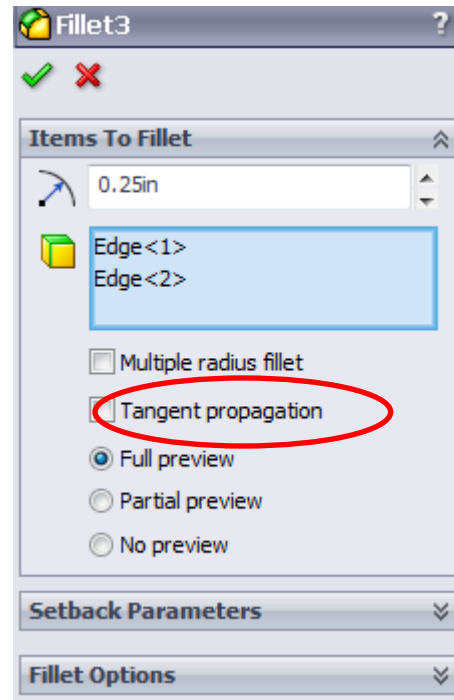 Fillet3 ?
Items To Fillet
0.25in
Edge<1>
Edge<2>
Multiple radius fillet
Tangent propagation
Full preview
Partial preview
No preview
Setback Parameters
Fillet Options